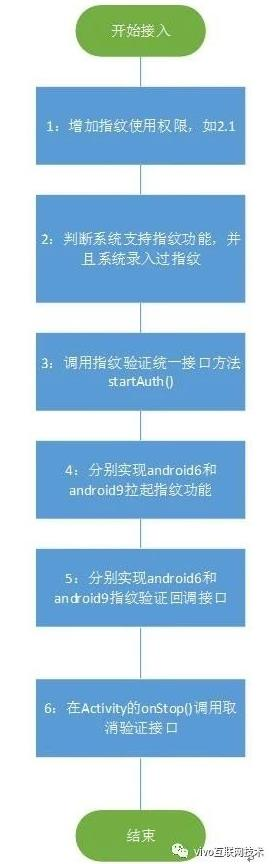 开始接入
1：增加指纹使用权限，如2.1
2：判断系统支持指纹功能，并
且系统录入过指纹
3：调用指纹验证统一接口方法
startAuth()
4：分别实现android6和
android9拉起指纹功能
5：分别实现android6和
android9指纹验证回调接口
6：在Activity的onStop()调用取
消验证接口
结束
vivo互联网技术